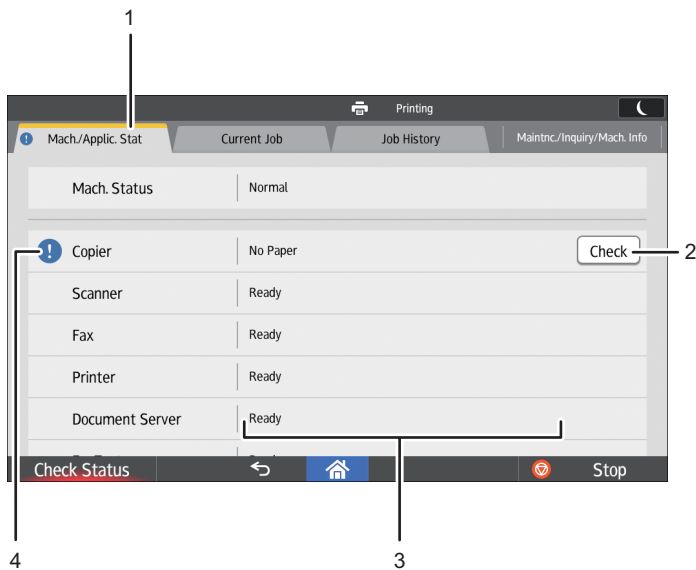 1
Printing
Mach./Applic. Stat Current Job Job History Maintnc./Inquiry/Mach. Info
Mach. Status Normal
Copier No Paper Check 2
Scanner Ready
Fax Ready
Printer Ready
Document Server Ready
Check Status Stop
4 3